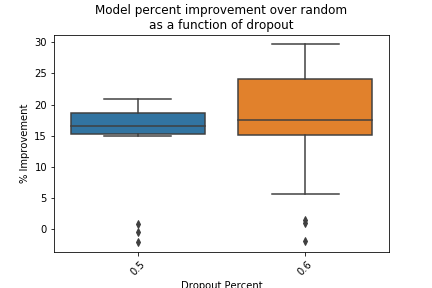 Model percent improvement over random
as a function of dropout
30
25
20
15
10
5
0
% Improvement
0.5
0.6
Dropout Percent